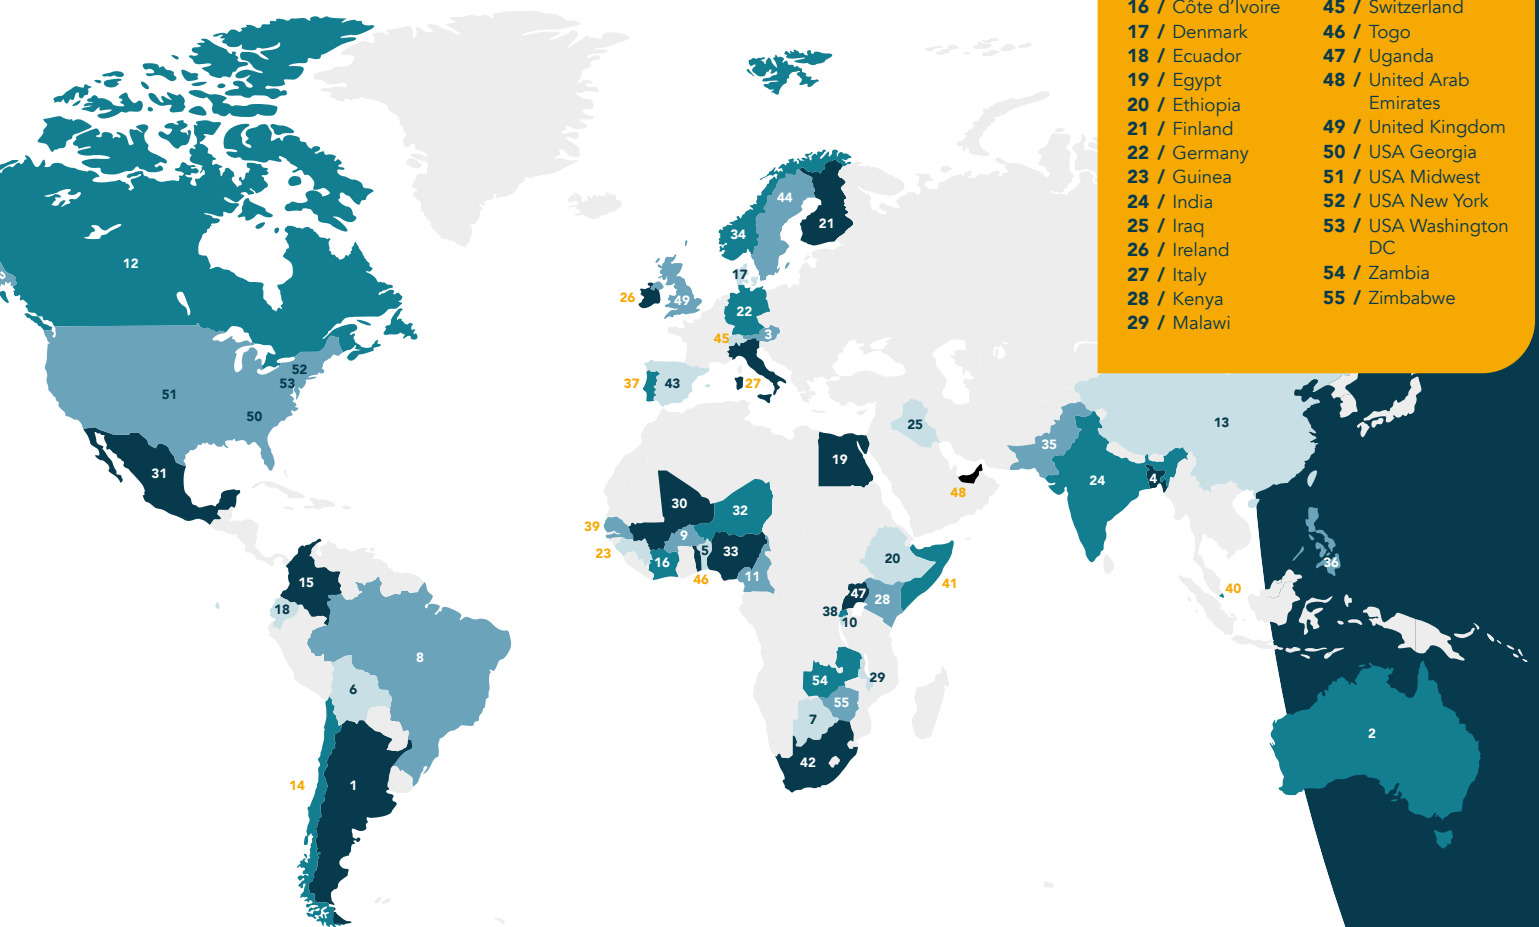 16 / Côte d'Ivoire
17 / Denmark
18 / Ecuador
19 / Egypt
20 / Ethiopia
21 / Finland
22 / Germany
23 / Guinea
24 / India
25 / Iraq
26 / Ireland
27 / Italy
28 / Kenya
29 / Malawi
45 / Switzerland
46 / Togo
47 / Uganda
48 / United Arab
Emirates
49 / United Kingdom
50 / USA Georgia
51 / USA Midwest
52 / USA New York
53 / USA Washington
DC
54 / Zambia
55 / Zimbabwe
44
21
34
12
17
26
49
22
45
3
52
53
37
43
27
51
50
25
13
19
35
31
24
4
48
30
32
39
9
23
16
5
33
46
11
20
36
41
40
15
18
47
28
38
10
8
54
29
6
55
7
2
42
14
1